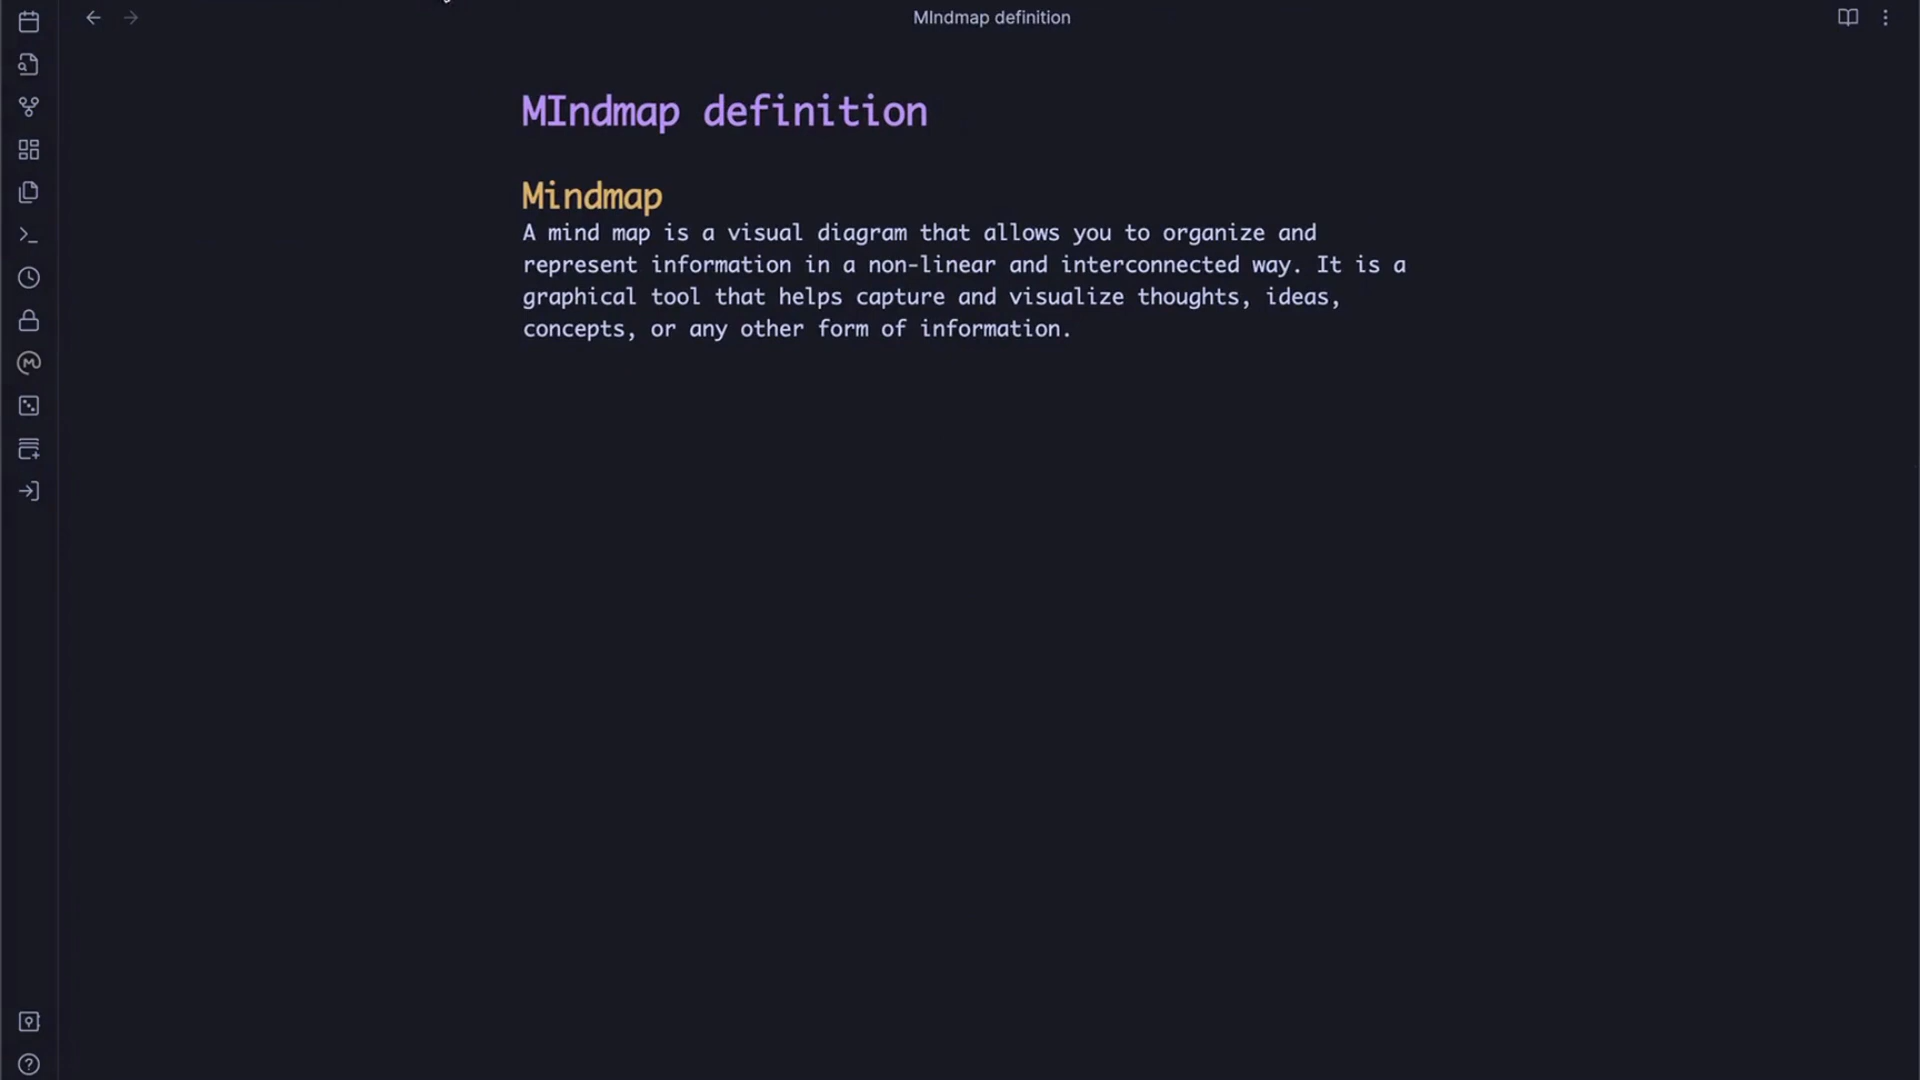 MIndmap definition
MIndmap definition
Mindmap
A mind map is a visual diagram that allows you to organize and
represent information in a non-linear and interconnected way. It is a
graphical tool that helps capture and visualize thoughts, ideas,
concepts, or any other form of information.